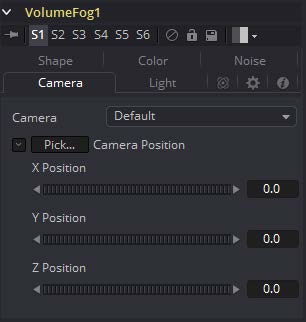 VolumeFog1
S1 S2 S3 S4 S5 S6
Shape Color Noise
Camera Light
Camera Default
Pick... Camera Position
X Position
0.0
Y Position
0.0
Z Position
0.0